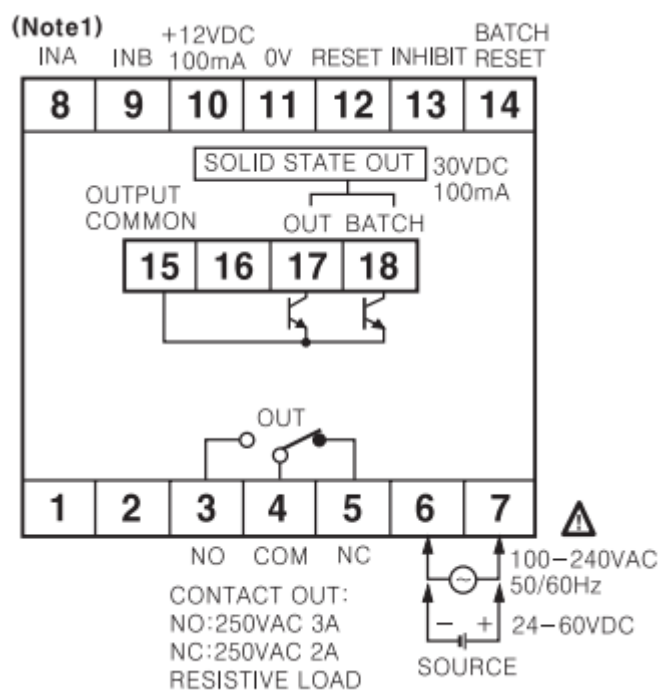 (Note1)
INA INB +12VDC 100mA 0V RESET INHIBIT BATCH RESET
8 9 10 11 12 13 14
SOLID STATE OUT
30VDC
100mA
OUTPUT
COMMON
OUT BATCH
15 16 17 18
OUT
1 2 3 4 5 6 7
NO COM NC
CONTACT OUT:
NO:250VAC 3A
NC:250VAC 2A
RESISTIVE LOAD
100-240VAC
50/60Hz
- +
24-60VDC
SOURCE